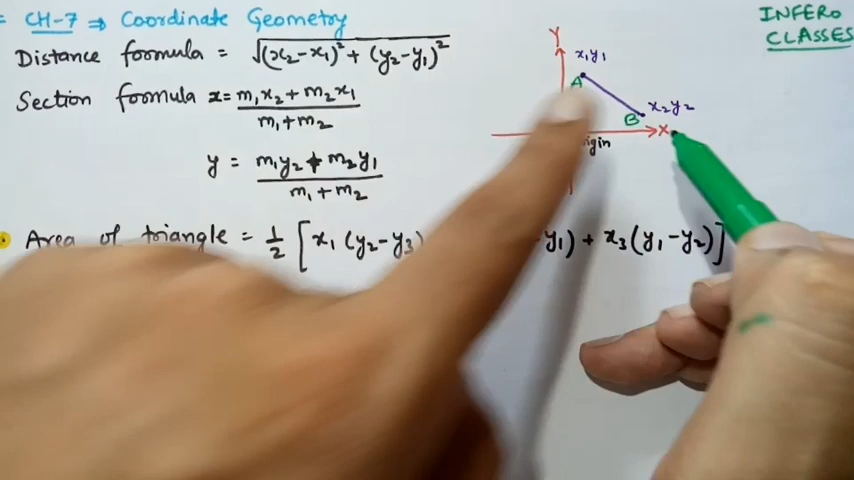 = CH-7 ⇒ Coordinate Geometry
INFERO
CLASSES
Distance formula = √(x₂-x₁)² + (y₂-y₁)²
Section formula x = m₁x₂ + m₂x₁ / m₁+m₂
y = m₁y₂ + m₂y₁ / m₁+m₂
Y
x₁y₁
A
B
x₂y₂
X
Area of triangle = 1/2 [x₁(y₂-y₃) -y₁) + x₃(y₁-y₂)]